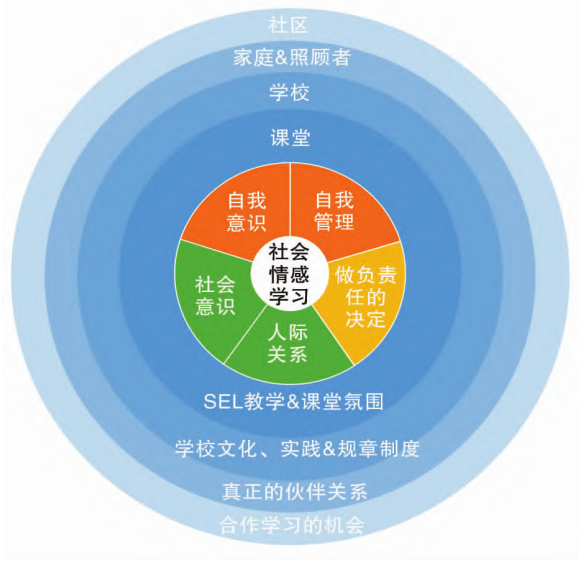 社区
家庭&照顾者
学校
课堂
自我
意识
自我
管理
社会
情感
学习
社会
意识
做负责
任的
决定
人际
关系
SEL教学&课堂氛围
学校文化、实践&规章制度
真正的伙伴关系
合作学习的机会